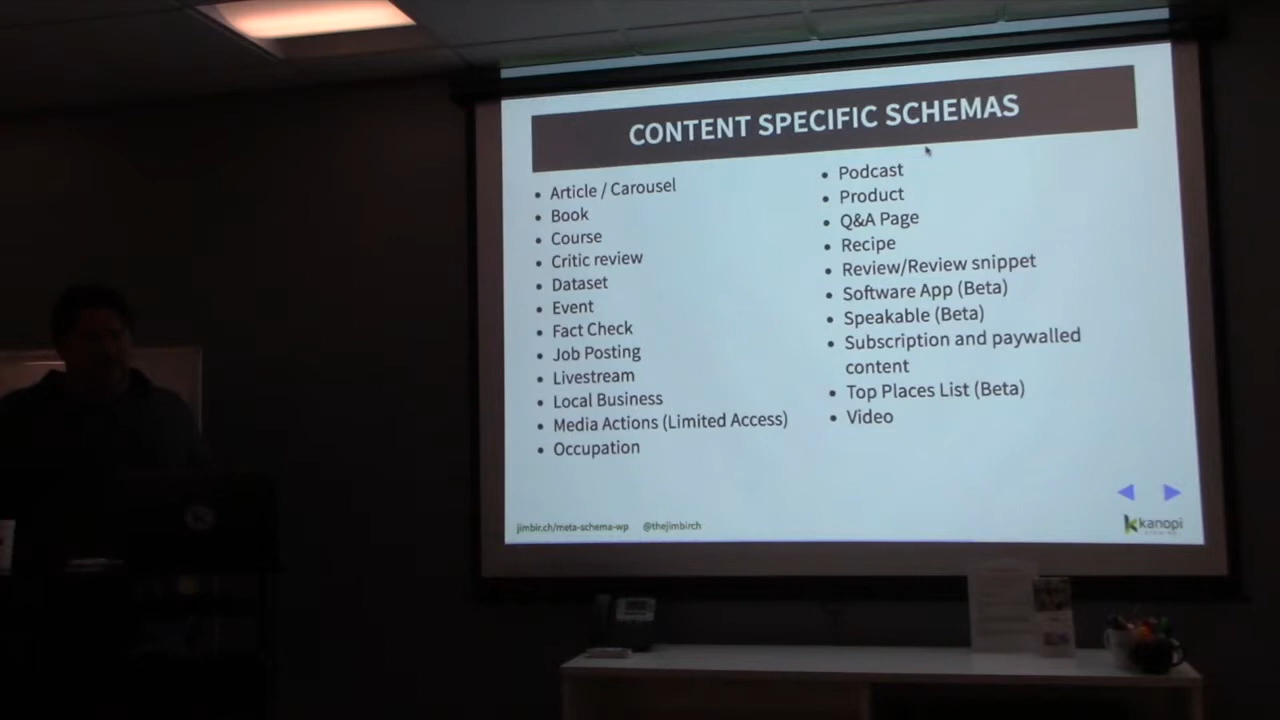 CONTENT SPECIFIC SCHEMAS
• Article / Carousel
• Book
• Course
• Critic review
• Dataset
• Event
• Fact Check
• Job Posting
• Livestream
• Local Business
• Media Actions (Limited Access)
• Occupation
• Podcast
• Product
• Q&A Page
• Recipe
• Review/Review snippet
• Software App (Beta)
• Speakable (Beta)
• Subscription and paywalled
content
• Top Places List (Beta)
• Video
jimbir.ch/meta-schema-wp @thejimbirch
kanopi